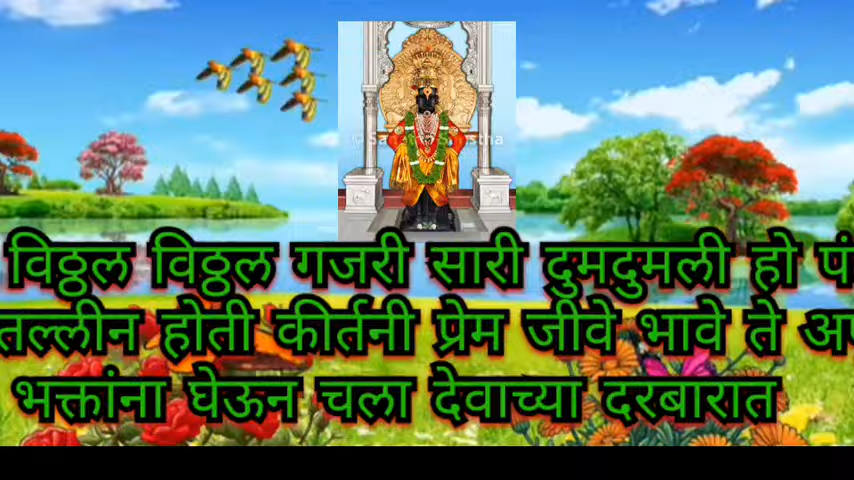 विठ्ठल विठ्ठल गजरी सारी दुमदुमली हो
तल्लीन होती कीर्तनी प्रेम जीवे भावे ते
भक्तांना घेऊन चला देवाच्या दरबारात